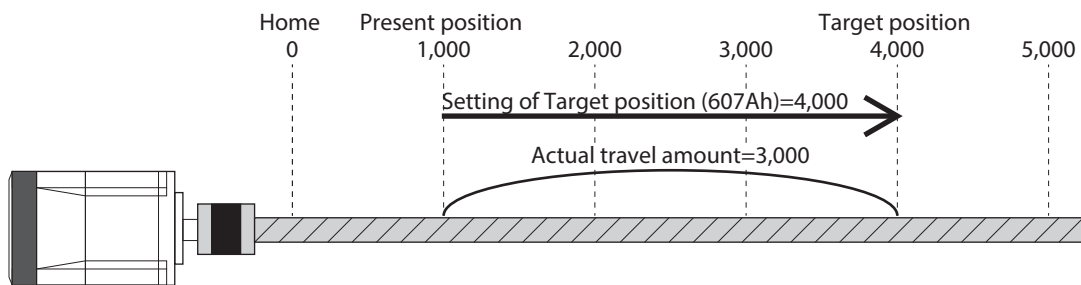 Home Present position Target position
0 1,000 2,000 3,000 4,000 5,000
Setting of Target position (607Ah)=4,000
Actual travel amount=3,000